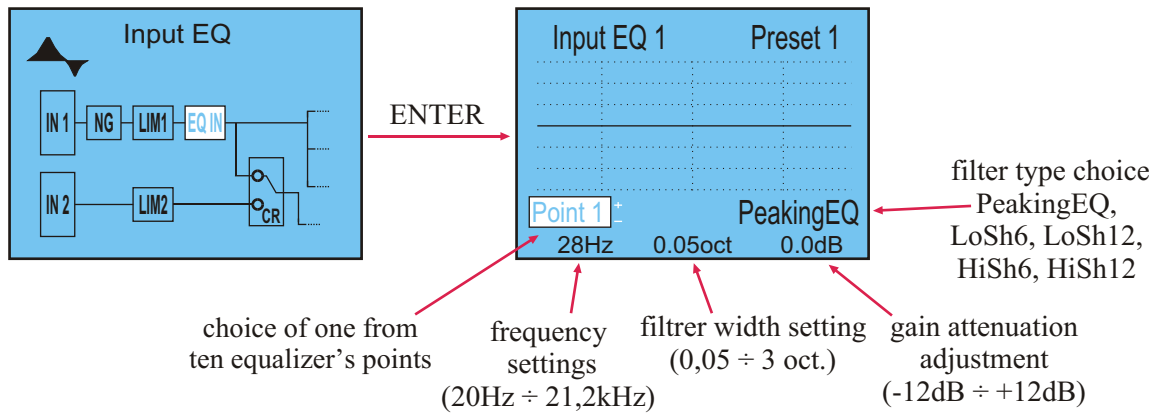 Input EQ
IN 1
NG
LIM1
EQ IN
IN 2
LIM2
CR
ENTER
Input EQ 1 Preset 1
Point 1 + − PeakingEQ
28Hz 0.05oct 0.0dB
filter type choice
PeakingEQ,
LoSh6, LoSh12,
HiSh6, HiSh12
choice of one from
ten equalizer's points
frequency
settings
(20Hz ÷ 21,2kHz)
filtrer width setting
(0,05 ÷ 3 oct.)
gain attenuation
adjustment
(-12dB ÷ +12dB)